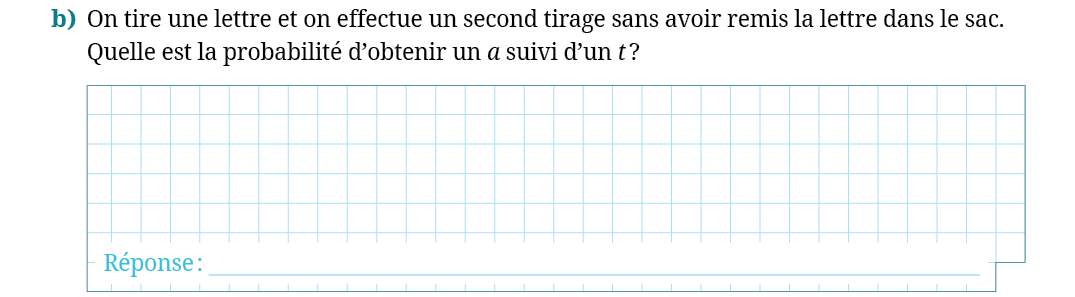 b) On tire une lettre et on effectue un second tirage sans avoir remis la lettre dans le sac.
Quelle est la probabilité d’obtenir un a suivi d’un t ?
Réponse :